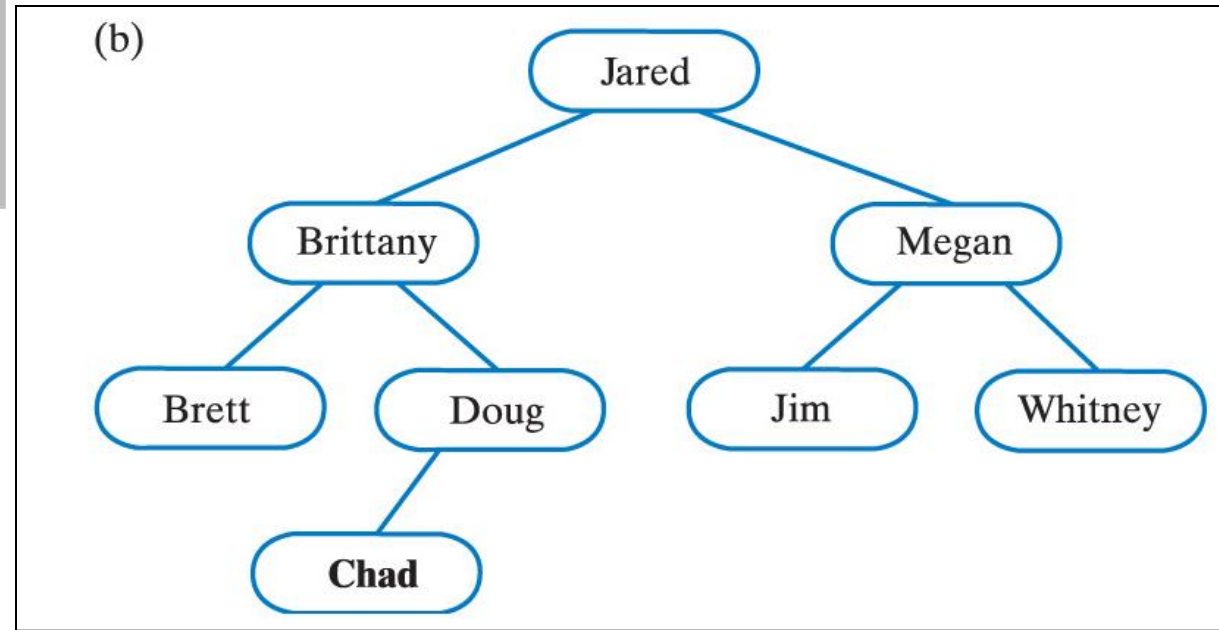 (b)
Jared
Brittany
Megan
Brett
Doug
Jim
Whitney
Chad